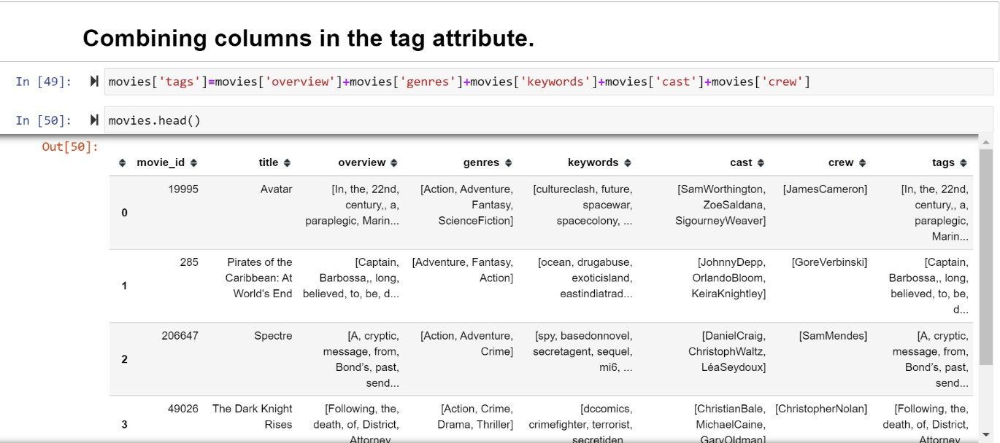 Combining columns in the tag attribute.
In [49]: movies['tags']=movies['overview']+movies['genres']+movies['keywords']+movies['cast']+movies['crew']
In [50]: movies.head()
Out[50]:
movie_id title overview genres keywords cast crew tags
19995 Avatar [In, the, 22nd, [Action, Adventure, [cultureclash, future, [SamWorthington, [JamesCameron] [In, the, 22nd,
century,, a, Fantasy, spacewar, ZoeSaldana, century,, a,
0 paraplegic, Marin... ScienceFiction] spacecolony, ... SigourneyWeaver] paraplegic,
Marin...
285 Pirates of the [Captain, [Adventure, Fantasy, [ocean, drugabuse, [JohnnyDepp, [GoreVerbinski] [Captain,
Caribbean: At Barbossa,, long, Action] exoticisland, OrlandoBloom, Barbossa,, long,
1 World's End believed, to, be, d... eastindiatrad... KeiraKnightley] believed, to, be,
d...
206647 Spectre [A, cryptic, [Action, Adventure, [spy, basedonnovel, [DanielCraig, [SamMendes] [A, cryptic,
message, from, Crime] secretagent, sequel, ChristophWaltz, message, from,
2 Bond’s, past, mi6, ... LéaSeydoux] Bond’s, past,
send... send...
49026 The Dark Knight [Following, the, [Action, Crime, [dccomics, [ChristianBale, [ChristopherNolan] [Following, the,
3 Rises death, of, District, Drama, Thriller] crimefighter, terrorist, MichaelCaine, death, of, District,
Attorney secretiden GaryOldman] Attorney